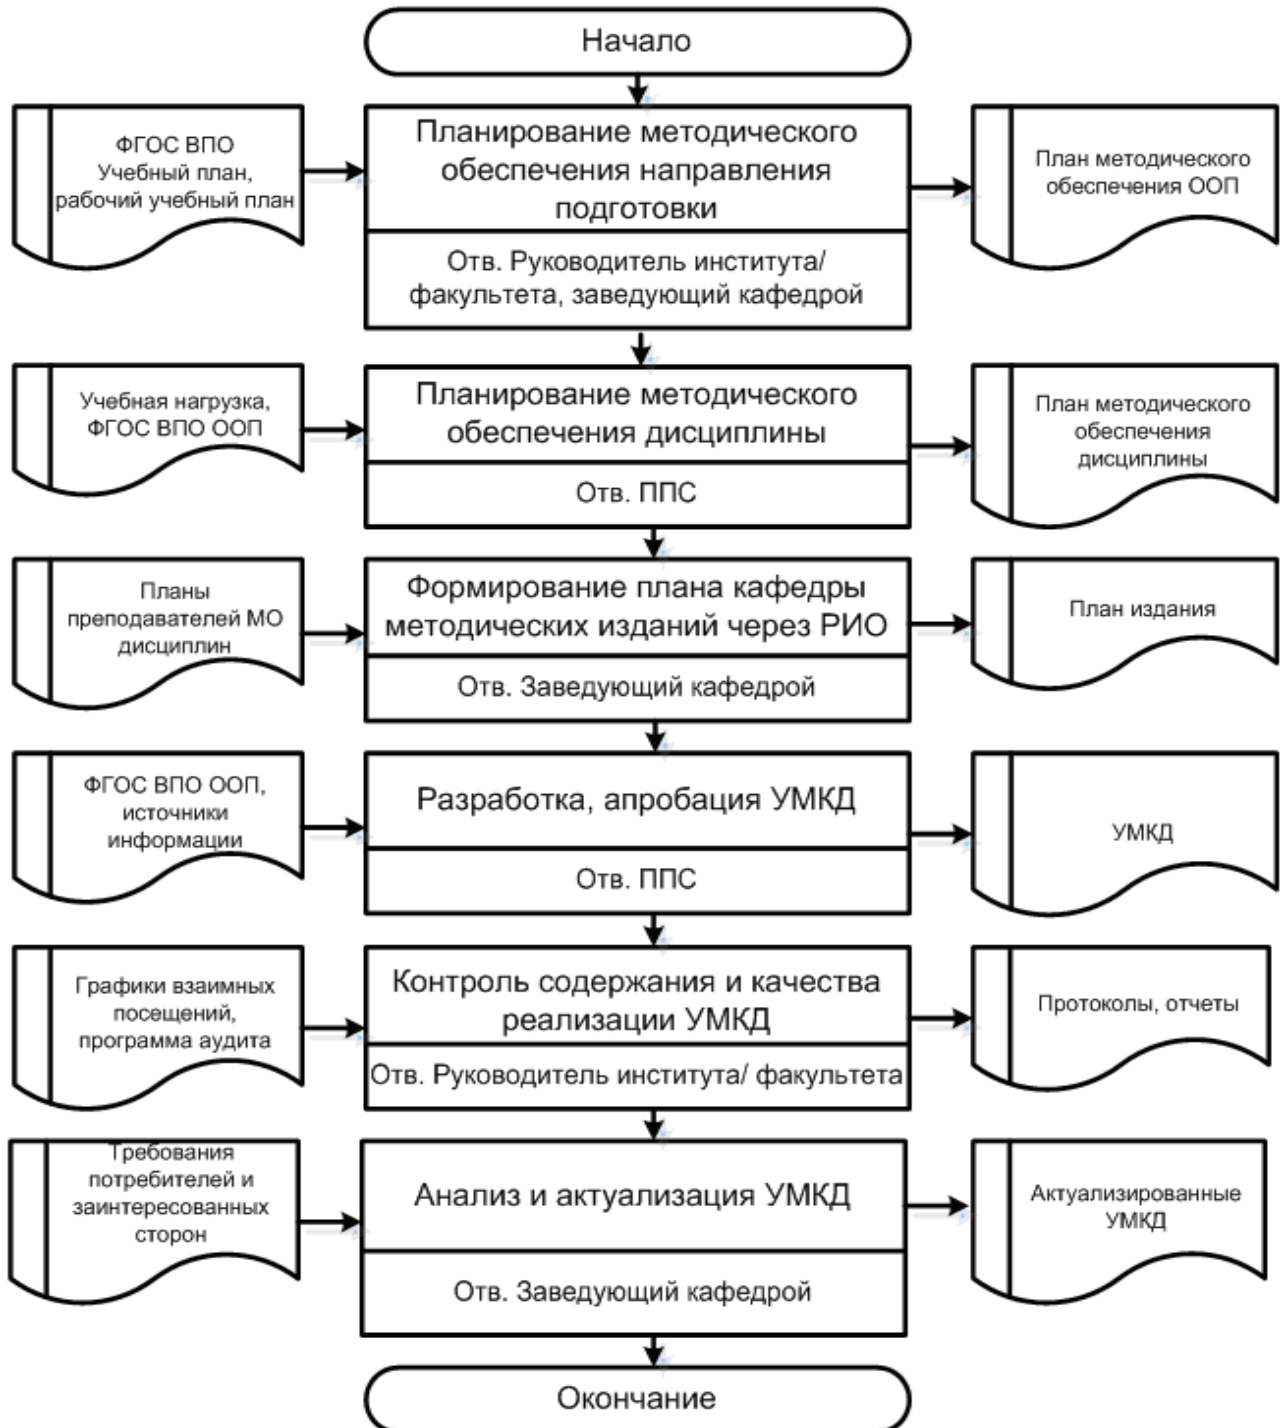 Начало
ФГОС ВПО
Учебный план,
рабочий учебный план
Планирование методического
обеспечения направления
подготовки
Отв. Руководитель института/
факультета, заведующий кафедрой
План методического
обеспечения ООП
Учебная нагрузка,
ФГОС ВПО ООП
Планирование методического
обеспечения дисциплины
Отв. ППС
План методического
обеспечения
дисциплины
Планы
преподавателей МО
дисциплин
Формирование плана кафедры
методических изданий через РИО
Отв. Заведующий кафедрой
План издания
ФГОС ВПО ООП,
источники
информации
Разработка, апробация УМКД
Отв. ППС
УМКД
Графики взаимных
посещений,
программа аудита
Контроль содержания и качества
реализации УМКД
Отв. Руководитель института/ факультета
Протоколы, отчеты
Требования
потребителей и
заинтересованных
сторон
Анализ и актуализация УМКД
Отв. Заведующий кафедрой
Актуализированные
УМКД
Окончание